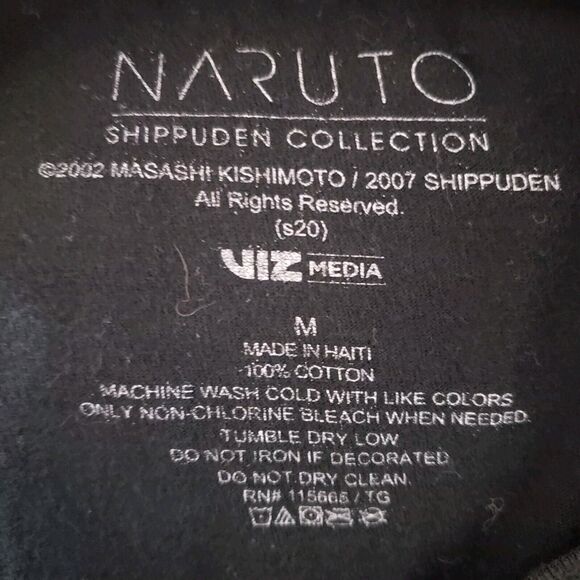 NARUTO
SHIPPUDEN COLLECTION
©2002 MASASHI KISHIMOTO / 2007 SHIPPUDEN
All Rights Reserved.
(s20)
VIZ MEDIA
M
MADE IN HAITI
100% COTTON
MACHINE WASH COLD WITH LIKE COLORS
ONLY NON-CHLORINE BLEACH WHEN NEEDED
TUMBLE DRY LOW
DO NOT IRON IF DECORATED
DO NOT DRY CLEAN.
RN# 115665 / TG